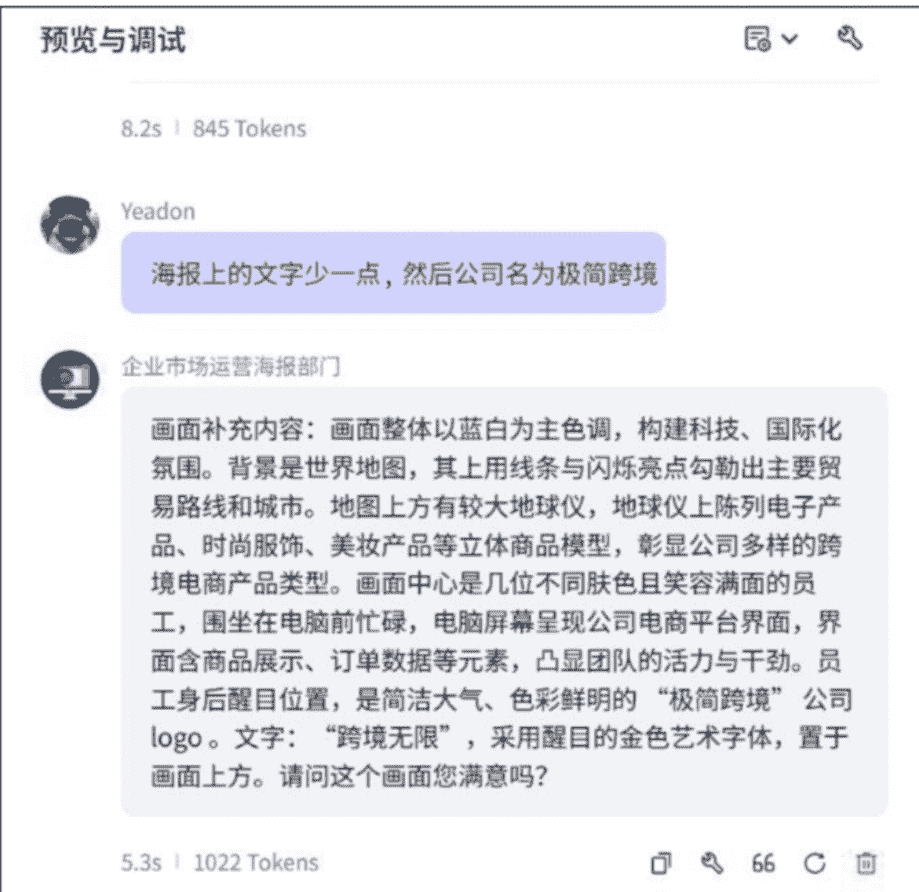 预览与调试
8.2s | 845 Tokens
Yeadon
海报上的文字少一点，然后公司名为极简跨境
企业市场运营海报部门
画面补充内容：画面整体以蓝白为主色调，构建科技、国际化
氛围。背景是世界地图，其上用线条与闪烁亮点勾勒出主要贸
易路线和城市。地图上方有较大地球仪，地球仪上陈列电子产
品、时尚服饰、美妆产品等立体商品模型，彰显公司多样的跨
境电商产品类型。画面中心是几位不同肤色且笑容满面的员
工，围坐在电脑前忙碌，电脑屏幕呈现公司电商平台界面，界
面含商品展示、订单数据等元素，凸显团队的活力与干劲。员
工身后醒目位置，是简洁大气、色彩鲜明的 “极简跨境” 公司
logo 。文字： “跨境无限” ，采用醒目的金色艺术字体，置于
画面上方。请问这个画面您满意吗？
5.3s | 1022 Tokens